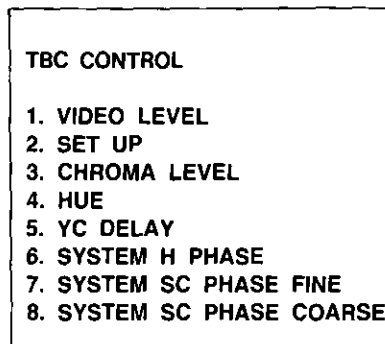 TBC CONTROL
1. VIDEO LEVEL
2. SET UP
3. CHROMA LEVEL
4. HUE
5. YC DELAY
6. SYSTEM H PHASE
7. SYSTEM SC PHASE FINE
8. SYSTEM SC PHASE COARSE